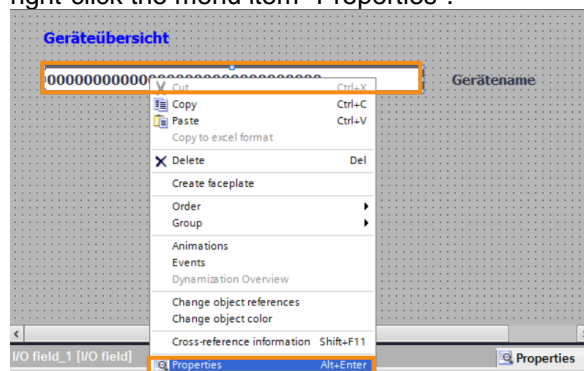 right-click the menu item "Properties".
Geräteübersicht
Gerätename
Cut Ctrl+X
Copy Ctrl+C
Paste Ctrl+V
Copy to excel format
Delete Del
Create faceplate
Order
Group
Animations
Events
Dynamization Overview
Change object references
Change object color
Cross-reference information Shift+F11
I/O field_1 [I/O field]
Properties
Properties Alt+Enter